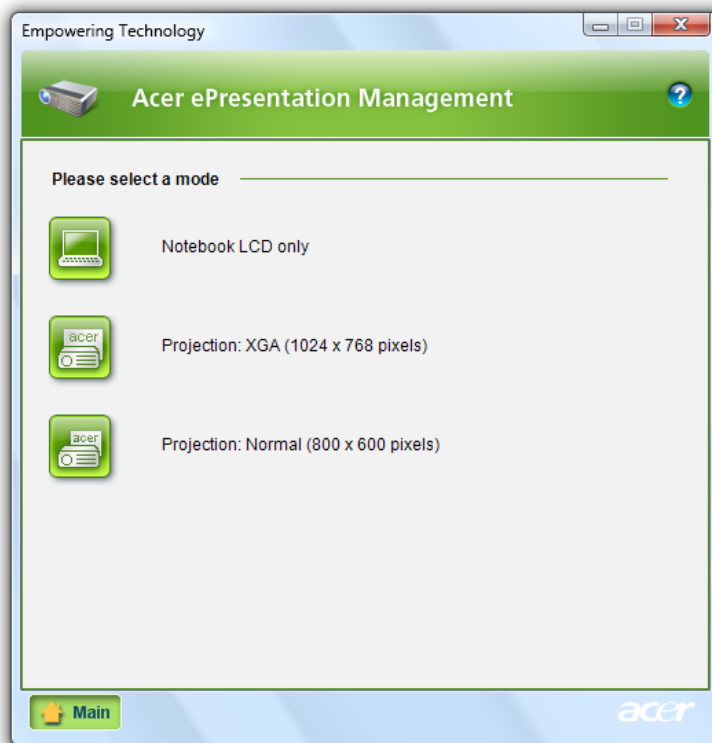 Empowering Technology
Acer ePresentation Management
?
Please select a mode
Notebook LCD only
acer
Projection: XGA (1024 x 768 pixels)
acer
Projection: Normal (800 x 600 pixels)
Main
acer